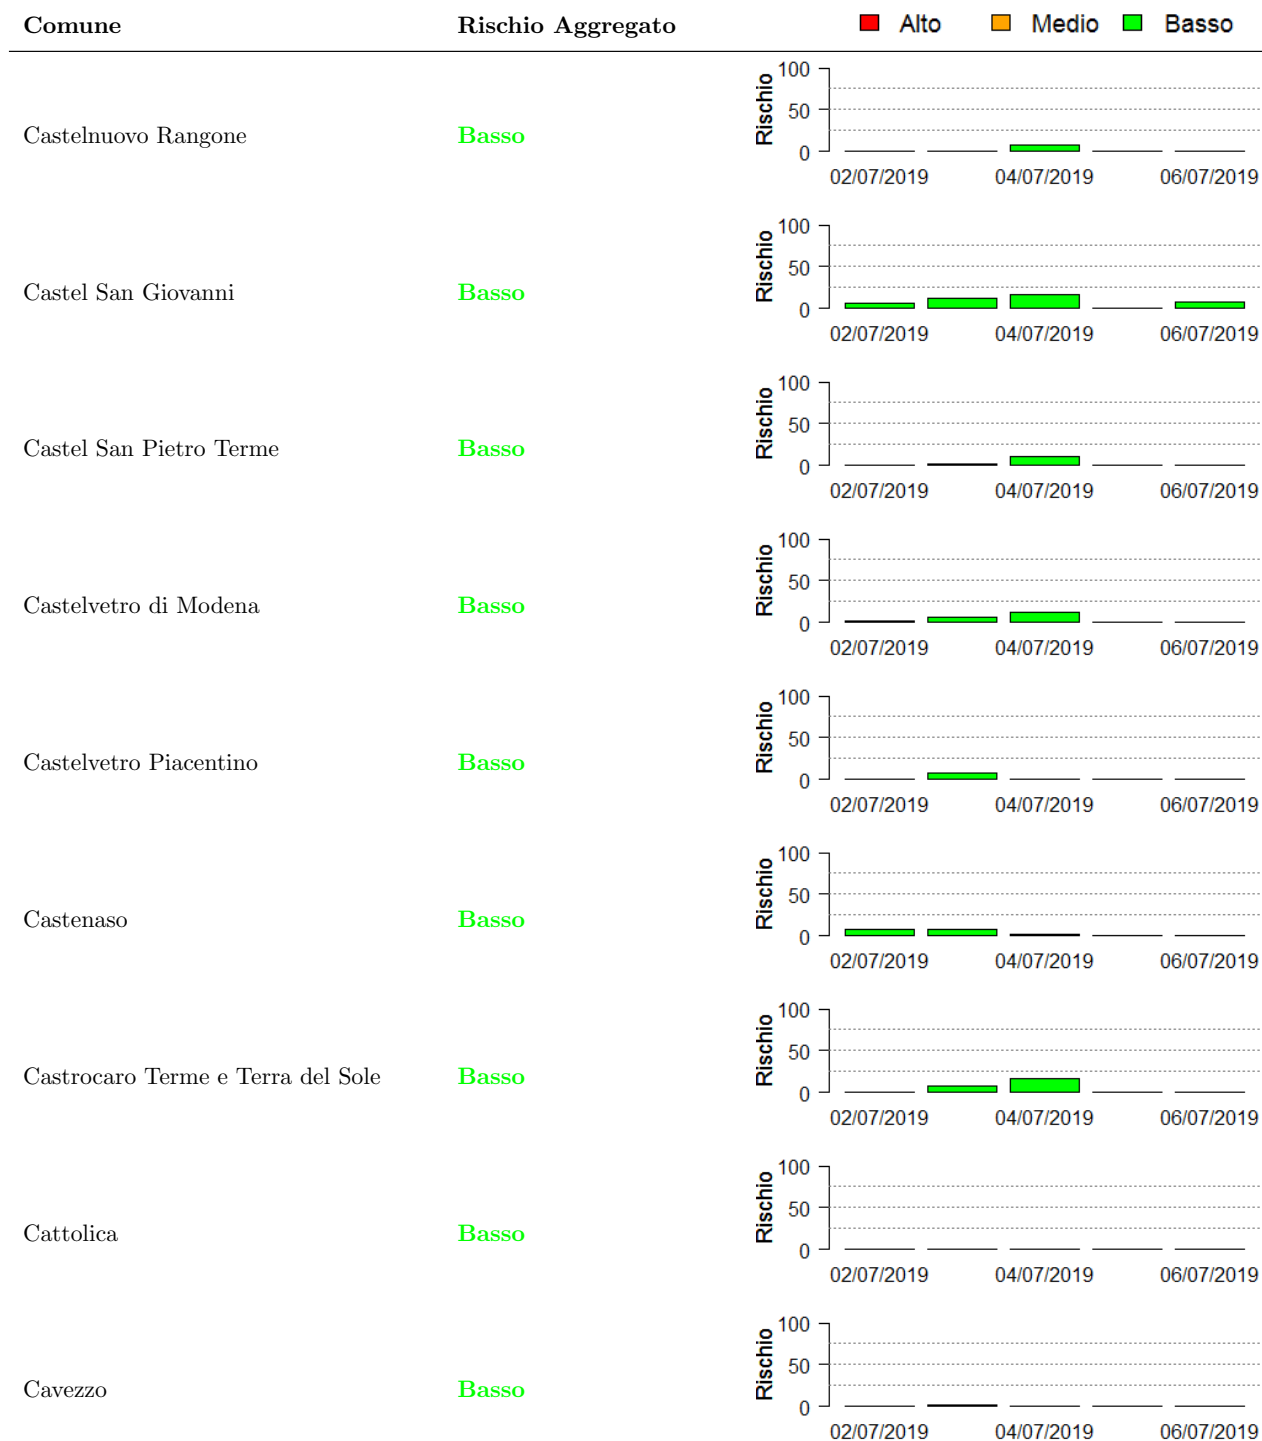 Comune Rischio Aggregato Alto Medio Basso
100
50
0
Rischio
Castelnuovo Rangone Basso
02/07/2019 04/07/2019 06/07/2019
100
50
0
Rischio
Castel San Giovanni Basso
02/07/2019 04/07/2019 06/07/2019
100
50
0
Rischio
Castel San Pietro Terme Basso
02/07/2019 04/07/2019 06/07/2019
100
50
0
Rischio
Castelvetro di Modena Basso
02/07/2019 04/07/2019 06/07/2019
100
50
0
Rischio
Castelvetro Piacentino Basso
02/07/2019 04/07/2019 06/07/2019
100
50
0
Rischio
Castenaso Basso
02/07/2019 04/07/2019 06/07/2019
100
50
0
Rischio
Castrocaro Terme e Terra del Sole Basso
02/07/2019 04/07/2019 06/07/2019
100
50
0
Rischio
Cattolica Basso
02/07/2019 04/07/2019 06/07/2019
100
50
0
Rischio
Cavezzo Basso
02/07/2019 04/07/2019 06/07/2019